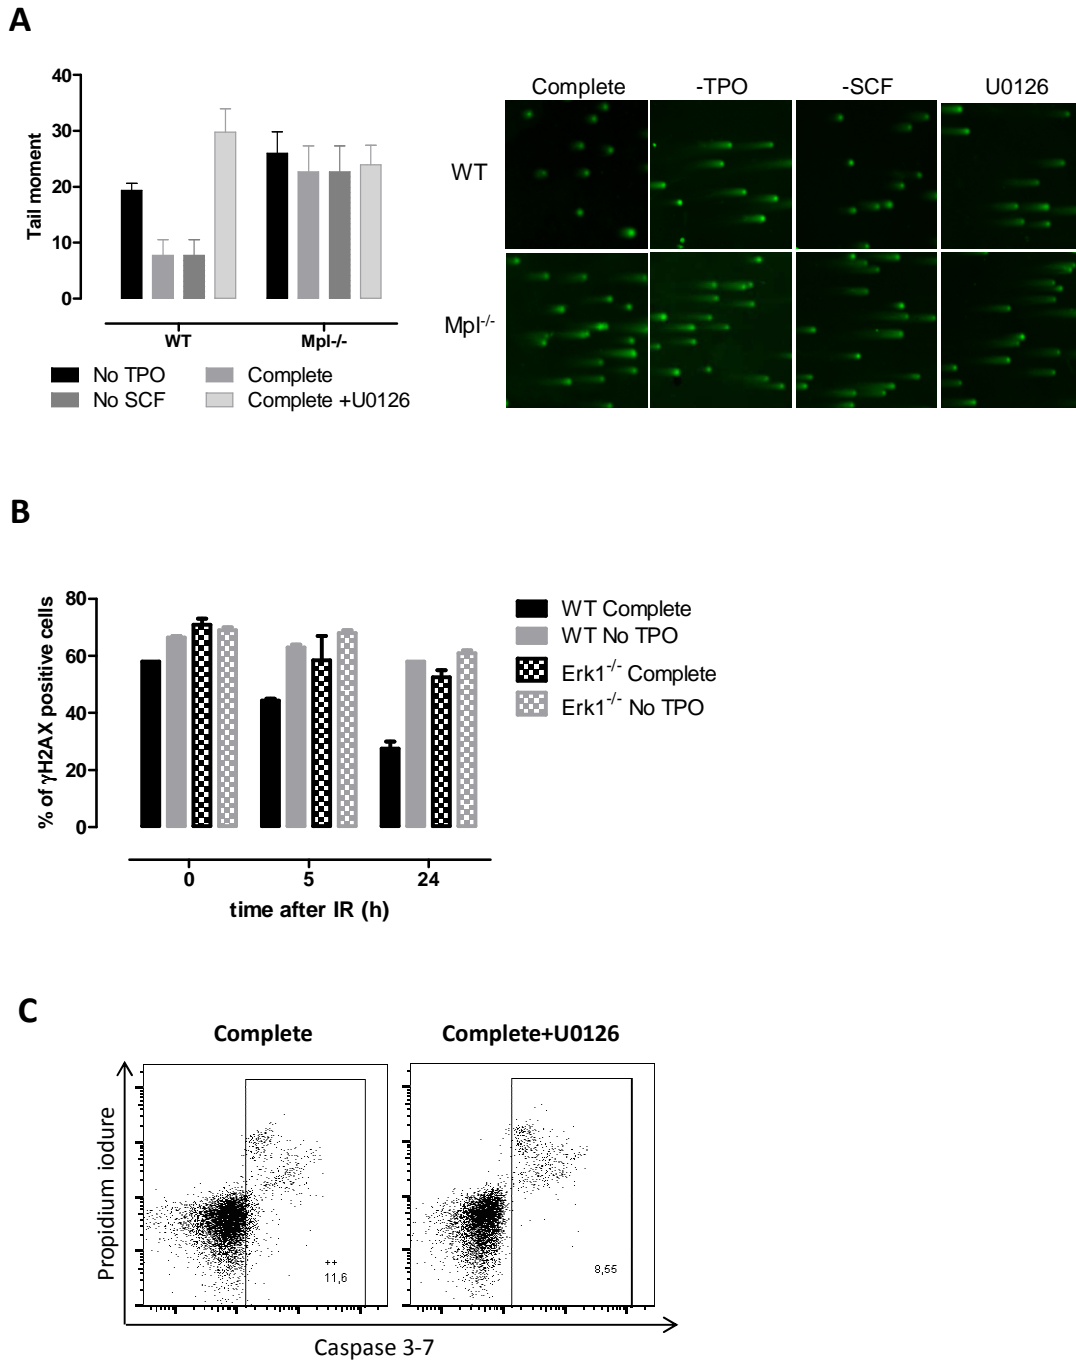 A
40
30
20
10
0
Tail moment
WT
Mpl-/-
No TPO
Complete
No SCF
Complete +U0126
Complete
-TPO
-SCF
U0126
WT
Mpl-/-
B
80
60
40
20
0
% of γH2AX positive cells
0
5
24
time after IR (h)
WT Complete
WT No TPO
Erk1-/- Complete
Erk1-/- No TPO
C
Complete
Complete+U0126
Propidium iodure
++
11,6
8,55
Caspase 3-7